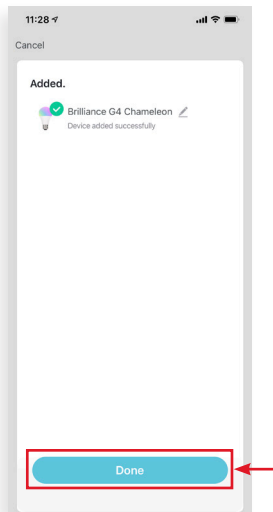 11:28
Cancel
Added.
Brilliance G4 Chameleon
Device added successfully
Done